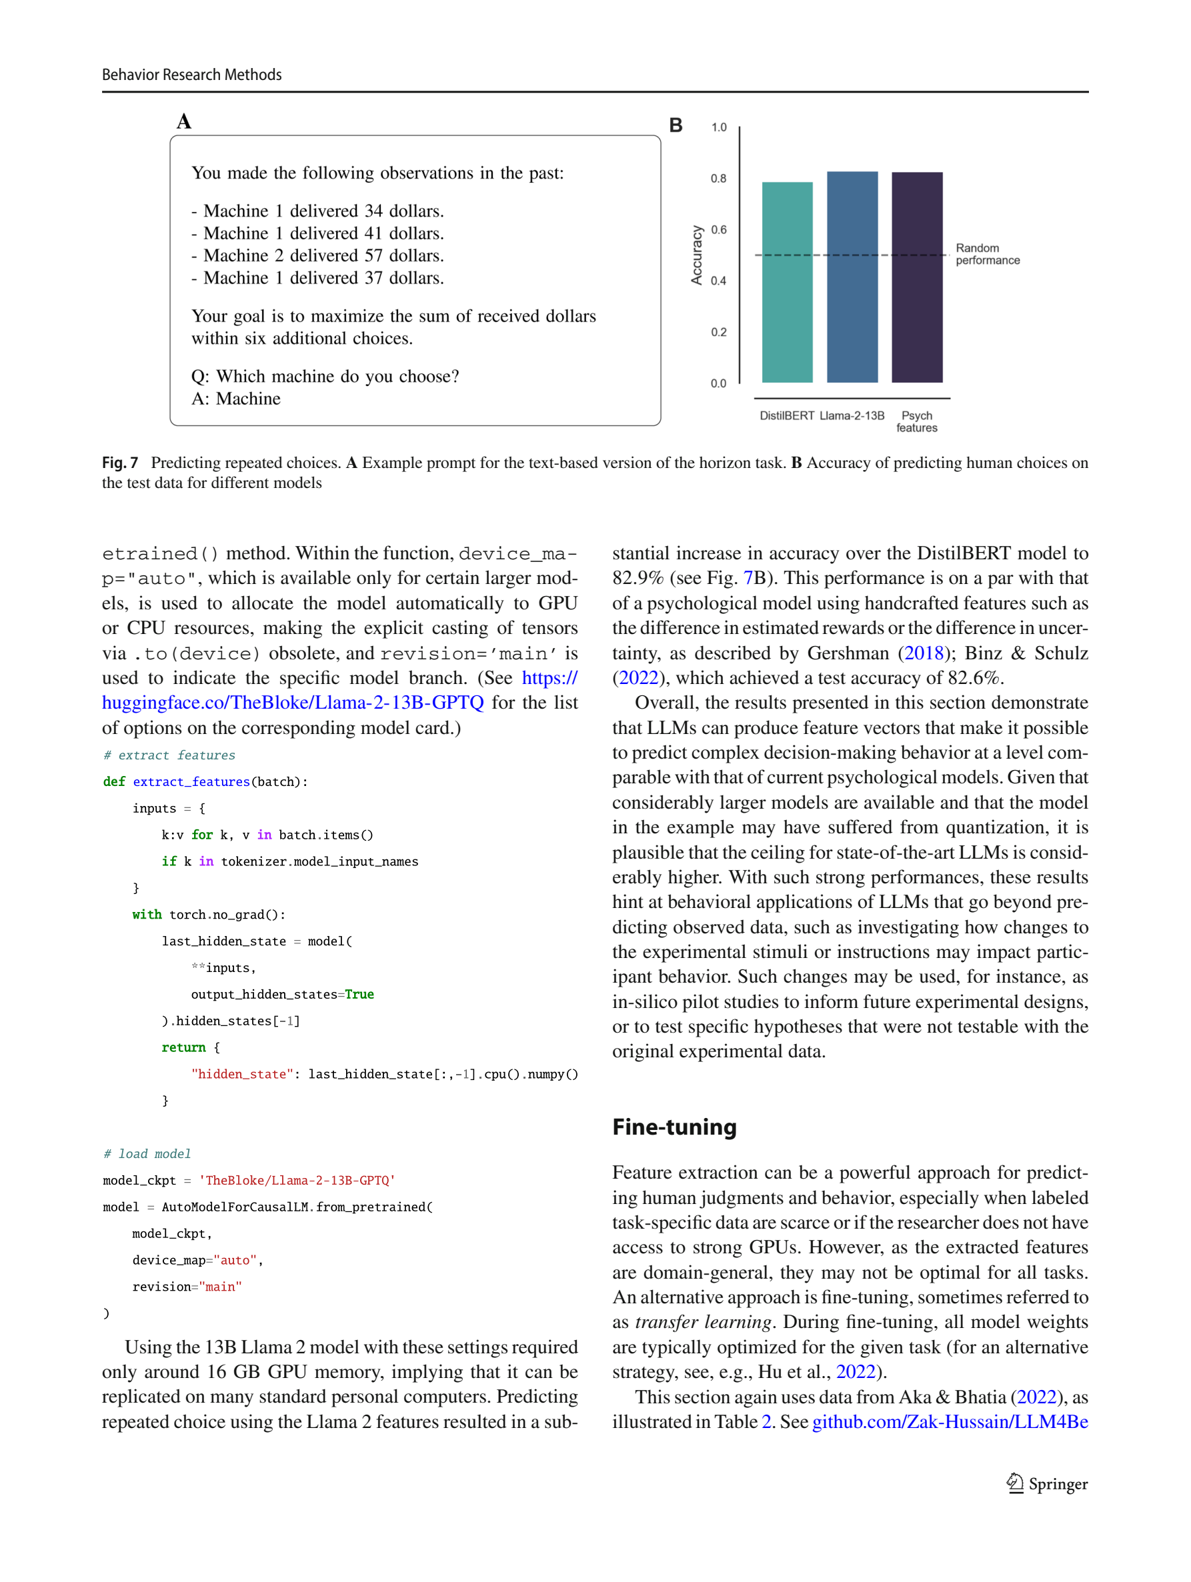 Behavior Research Methods
A
You made the following observations in the past:
- Machine 1 delivered 34 dollars.
- Machine 1 delivered 41 dollars.
- Machine 2 delivered 57 dollars.
- Machine 1 delivered 37 dollars.
Your goal is to maximize the sum of received dollars
within six additional choices.
Q: Which machine do you choose?
A: Machine
B
1.0
0.8
0.6
0.4
0.2
0.0
Accuracy
Random
performance
DistilBERT Llama-2-13B Psych
features
Fig. 7 Predicting repeated choices. A Example prompt for the text-based version of the horizon task. B Accuracy of predicting human choices on
the test data for different models
etrained() method. Within the function, device_ma-
p="auto", which is available only for certain larger mod-
els, is used to allocate the model automatically to GPU
or CPU resources, making the explicit casting of tensors
via .to(device) obsolete, and revision='main' is
used to indicate the specific model branch. (See https://
huggingface.co/TheBloke/Llama-2-13B-GPTQ for the list
of options on the corresponding model card.)
# extract features
def extract_features(batch):
inputs = {
k:v for k, v in batch.items()
if k in tokenizer.model_input_names
}
with torch.no_grad():
last_hidden_state = model(
**inputs,
output_hidden_states=True
).hidden_states[-1]
return {
"hidden_state": last_hidden_state[:,-1].cpu().numpy()
}
# load model
model_ckpt = 'TheBloke/Llama-2-13B-GPTQ'
model = AutoModelForCausalLM.from_pretrained(
model_ckpt,
device_map="auto",
revision="main"
)
Using the 13B Llama 2 model with these settings required
only around 16 GB GPU memory, implying that it can be
replicated on many standard personal computers. Predicting
repeated choice using the Llama 2 features resulted in a sub-
stantial increase in accuracy over the DistilBERT model to
82.9% (see Fig. 7B). This performance is on a par with that
of a psychological model using handcrafted features such as
the difference in estimated rewards or the difference in uncer-
tainty, as described by Gershman (2018); Binz & Schulz
(2022), which achieved a test accuracy of 82.6%.
Overall, the results presented in this section demonstrate
that LLMs can produce feature vectors that make it possible
to predict complex decision-making behavior at a level com-
parable with that of current psychological models. Given that
considerably larger models are available and that the model
in the example may have suffered from quantization, it is
plausible that the ceiling for state-of-the-art LLMs is consid-
erably higher. With such strong performances, these results
hint at behavioral applications of LLMs that go beyond pre-
dicting observed data, such as investigating how changes to
the experimental stimuli or instructions may impact partic-
ipant behavior. Such changes may be used, for instance, as
in-silico pilot studies to inform future experimental designs,
or to test specific hypotheses that were not testable with the
original experimental data.
Fine-tuning
Feature extraction can be a powerful approach for predict-
ing human judgments and behavior, especially when labeled
task-specific data are scarce or if the researcher does not have
access to strong GPUs. However, as the extracted features
are domain-general, they may not be optimal for all tasks.
An alternative approach is fine-tuning, sometimes referred to
as transfer learning. During fine-tuning, all model weights
are typically optimized for the given task (for an alternative
strategy, see, e.g., Hu et al., 2022).
This section again uses data from Aka & Bhatia (2022), as
illustrated in Table 2. See github.com/Zak-Hussain/LLM4Be
Springer